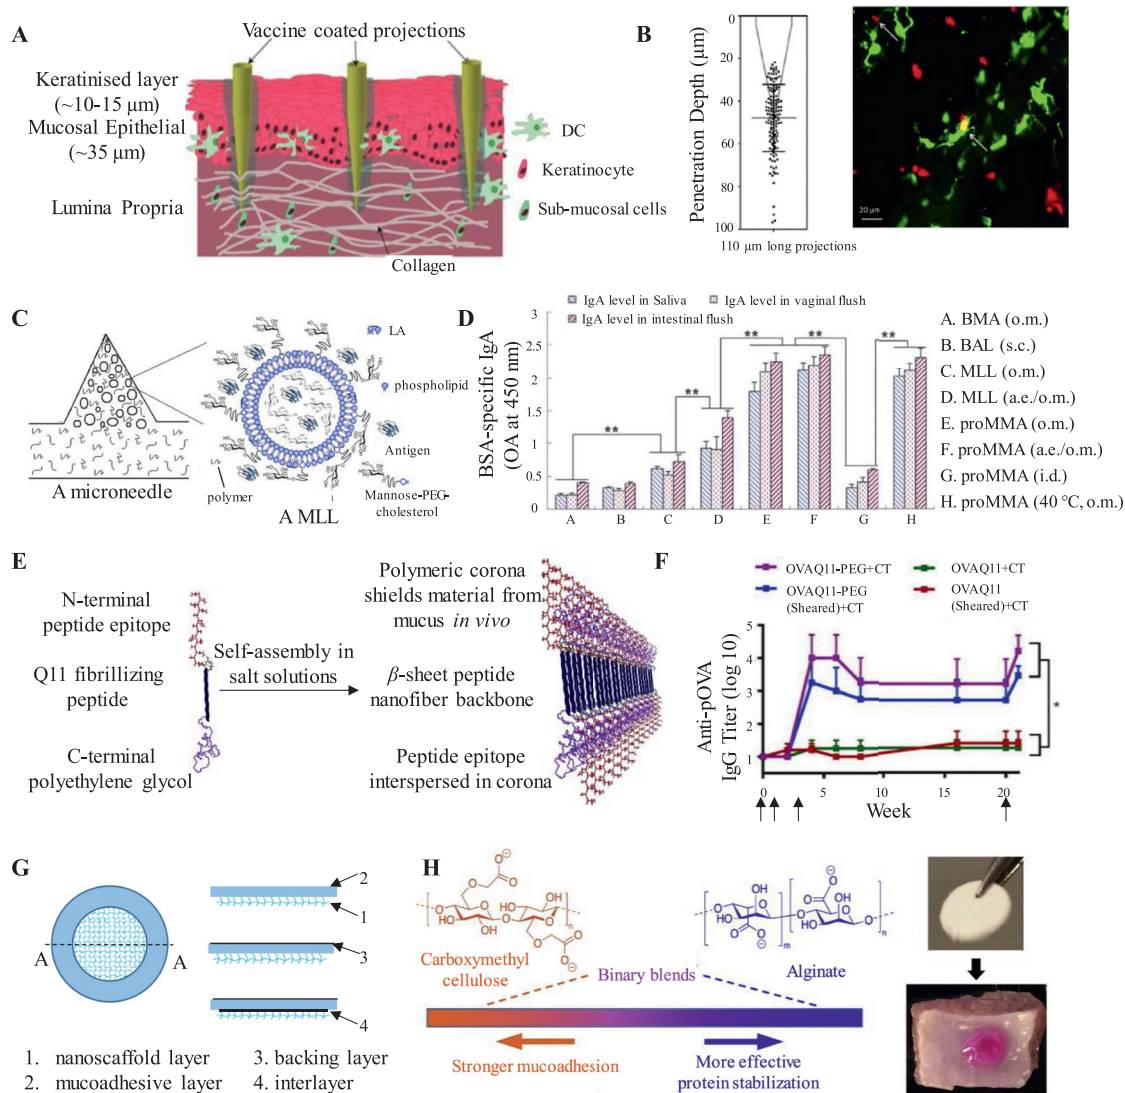 A
Vaccine coated projections
Keratinised layer
(~10-15 μm)
Mucosal Epithelial
(~35 μm)
Lumina Propria
DC
Keratinocyte
Sub-mucosal cells
Collagen
B
Penetration Depth (μm)
0
20
40
60
80
100
110 μm long projections
20 μm
C
A microneedle
polymer
A MLL
LA
phospholipid
Antigen
Mannose-PEG-
cholesterol
D
IgA level in Saliva
IgA level in vaginal flush
IgA level in intestinal flush
BSA-specific IgA
(OA at 450 nm)
3
2.5
2
1.5
1
0.5
0
**
**
**
**
**
A B C D E F G H
A. BMA (o.m.)
B. BAL (s.c.)
C. MLL (o.m.)
D. MLL (a.e./o.m.)
E. proMMA (o.m.)
F. proMMA (a.e./o.m.)
G. proMMA (i.d.)
H. proMMA (40 °C, o.m.)
E
N-terminal
peptide epitope
Q11 fibrillizing
peptide
C-terminal
polyethylene glycol
Self-assembly in
salt solutions
Polymeric corona
shields material from
mucus in vivo
β-sheet peptide
nanofiber backbone
Peptide epitope
interspersed in corona
F
OVAQ11-PEG+CT
OVAQ11-PEG
(Sheared)+CT
OVAQ11+CT
OVAQ11
(Sheared)+CT
Anti-pOVA
IgG Titer (log 10)
5
4
3
2
1
0 5 10 15 20
Week
*
G
A A
2
1
3
4
1. nanoscaffold layer
2. mucoadhesive layer
3. backing layer
4. interlayer
H
Carboxymethyl
cellulose
Binary blends
Alginate
Stronger mucoadhesion
More effective
protein stabilization